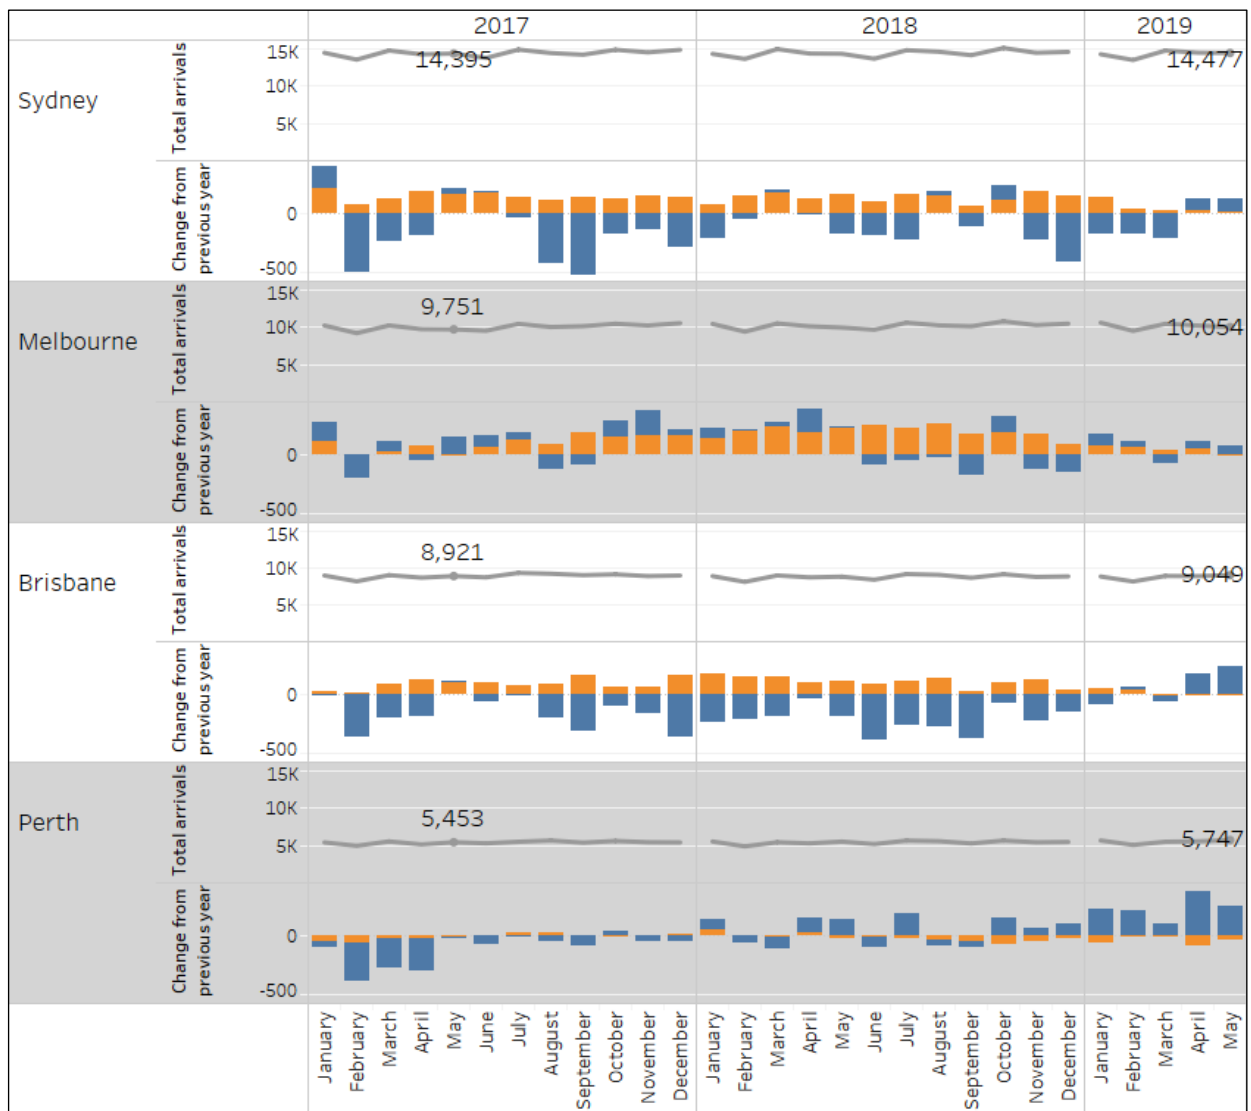 2017 2018 2019
Sydney
Total arrivals
15K
10K
5K
14,395
14,477
Change from
previous year
0
-500
Melbourne
Total arrivals
15K
10K
5K
9,751
10,054
Change from
previous year
0
-500
Brisbane
Total arrivals
15K
10K
5K
8,921
9,049
Change from
previous year
0
-500
Perth
Total arrivals
15K
10K
5K
5,453
5,747
Change from
previous year
0
-500
January
February
March
April
May
June
July
August
September
October
November
December
January
February
March
April
May
June
July
August
September
October
November
December
January
February
March
April
May